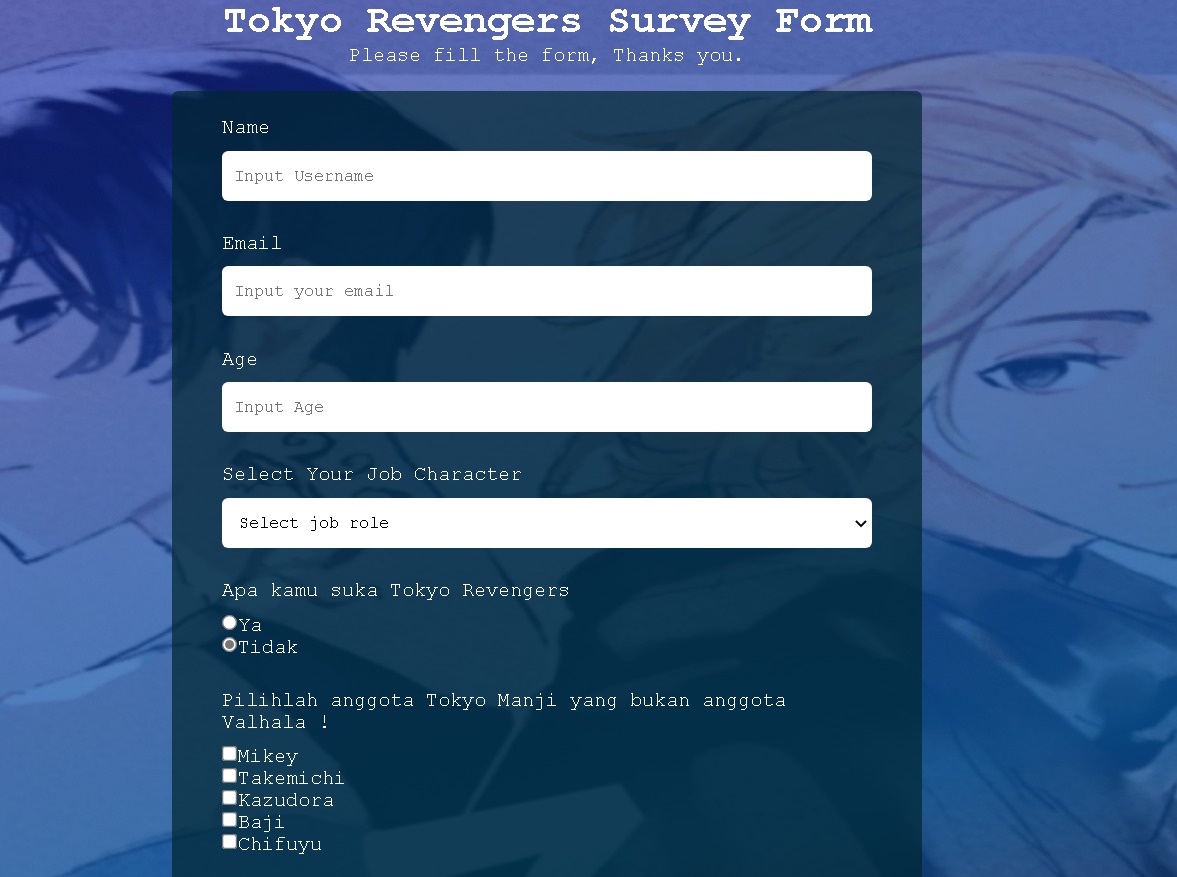 Tokyo Revengers Survey Form
Please fill the form, Thanks you.
Name
Input Username
Email
Input your email
Age
Input Age
Select Your Job Character
Select job role
Apa kamu suka Tokyo Revengers
Ya
Tidak
Pilihlah anggota Tokyo Manji yang bukan anggota
Valhala !
Mikey
Takemichi
Kazudora
Baji
Chifuyu